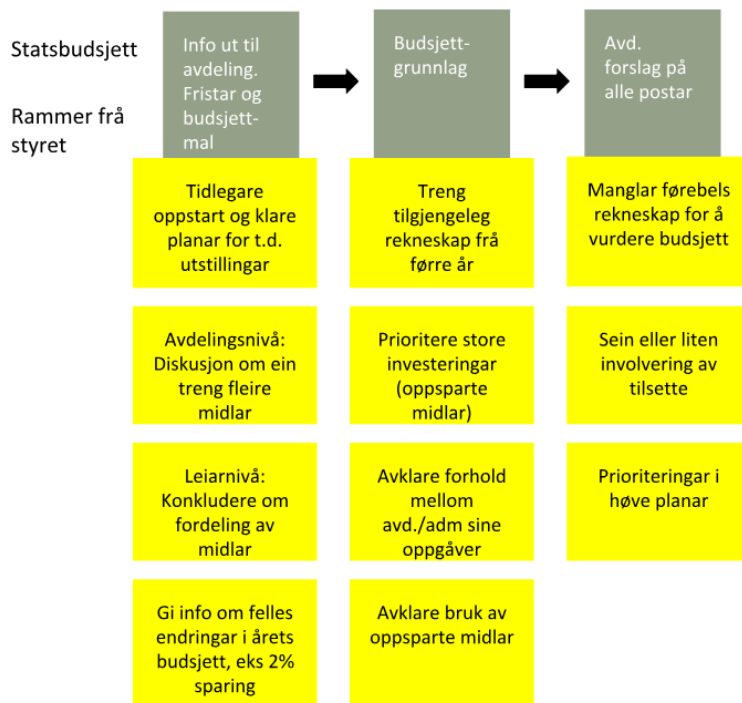 Statsbudsjett
Rammer frå
styret
Info ut til
avdeling.
Fristar og
budsjett-
mal
Budsjett-
grunnlag
Avd.
forslag på
alle postar
Tidlegare
oppstart og klare
planar for t.d.
utstillingar
Treng
tilgjengeleg
rekneskap frå
førre år
Manglar førebels
rekneskap for å
vurdere budsjett
Avdelingsnivå:
Diskusjon om ein
treng fleire
midlar
Prioritere store
investeringar
(oppsparte
midlar)
Sein eller liten
involvering av
tilsette
Leiarnivå:
Konkludere om
fordeling av
midlar
Avklare forhold
mellom
avd./adm sine
oppgåver
Prioriteringar i
høve planar
Gi info om felles
endringar i årets
budsjett, eks 2%
sparing
Avklare bruk av
oppsparte midlar